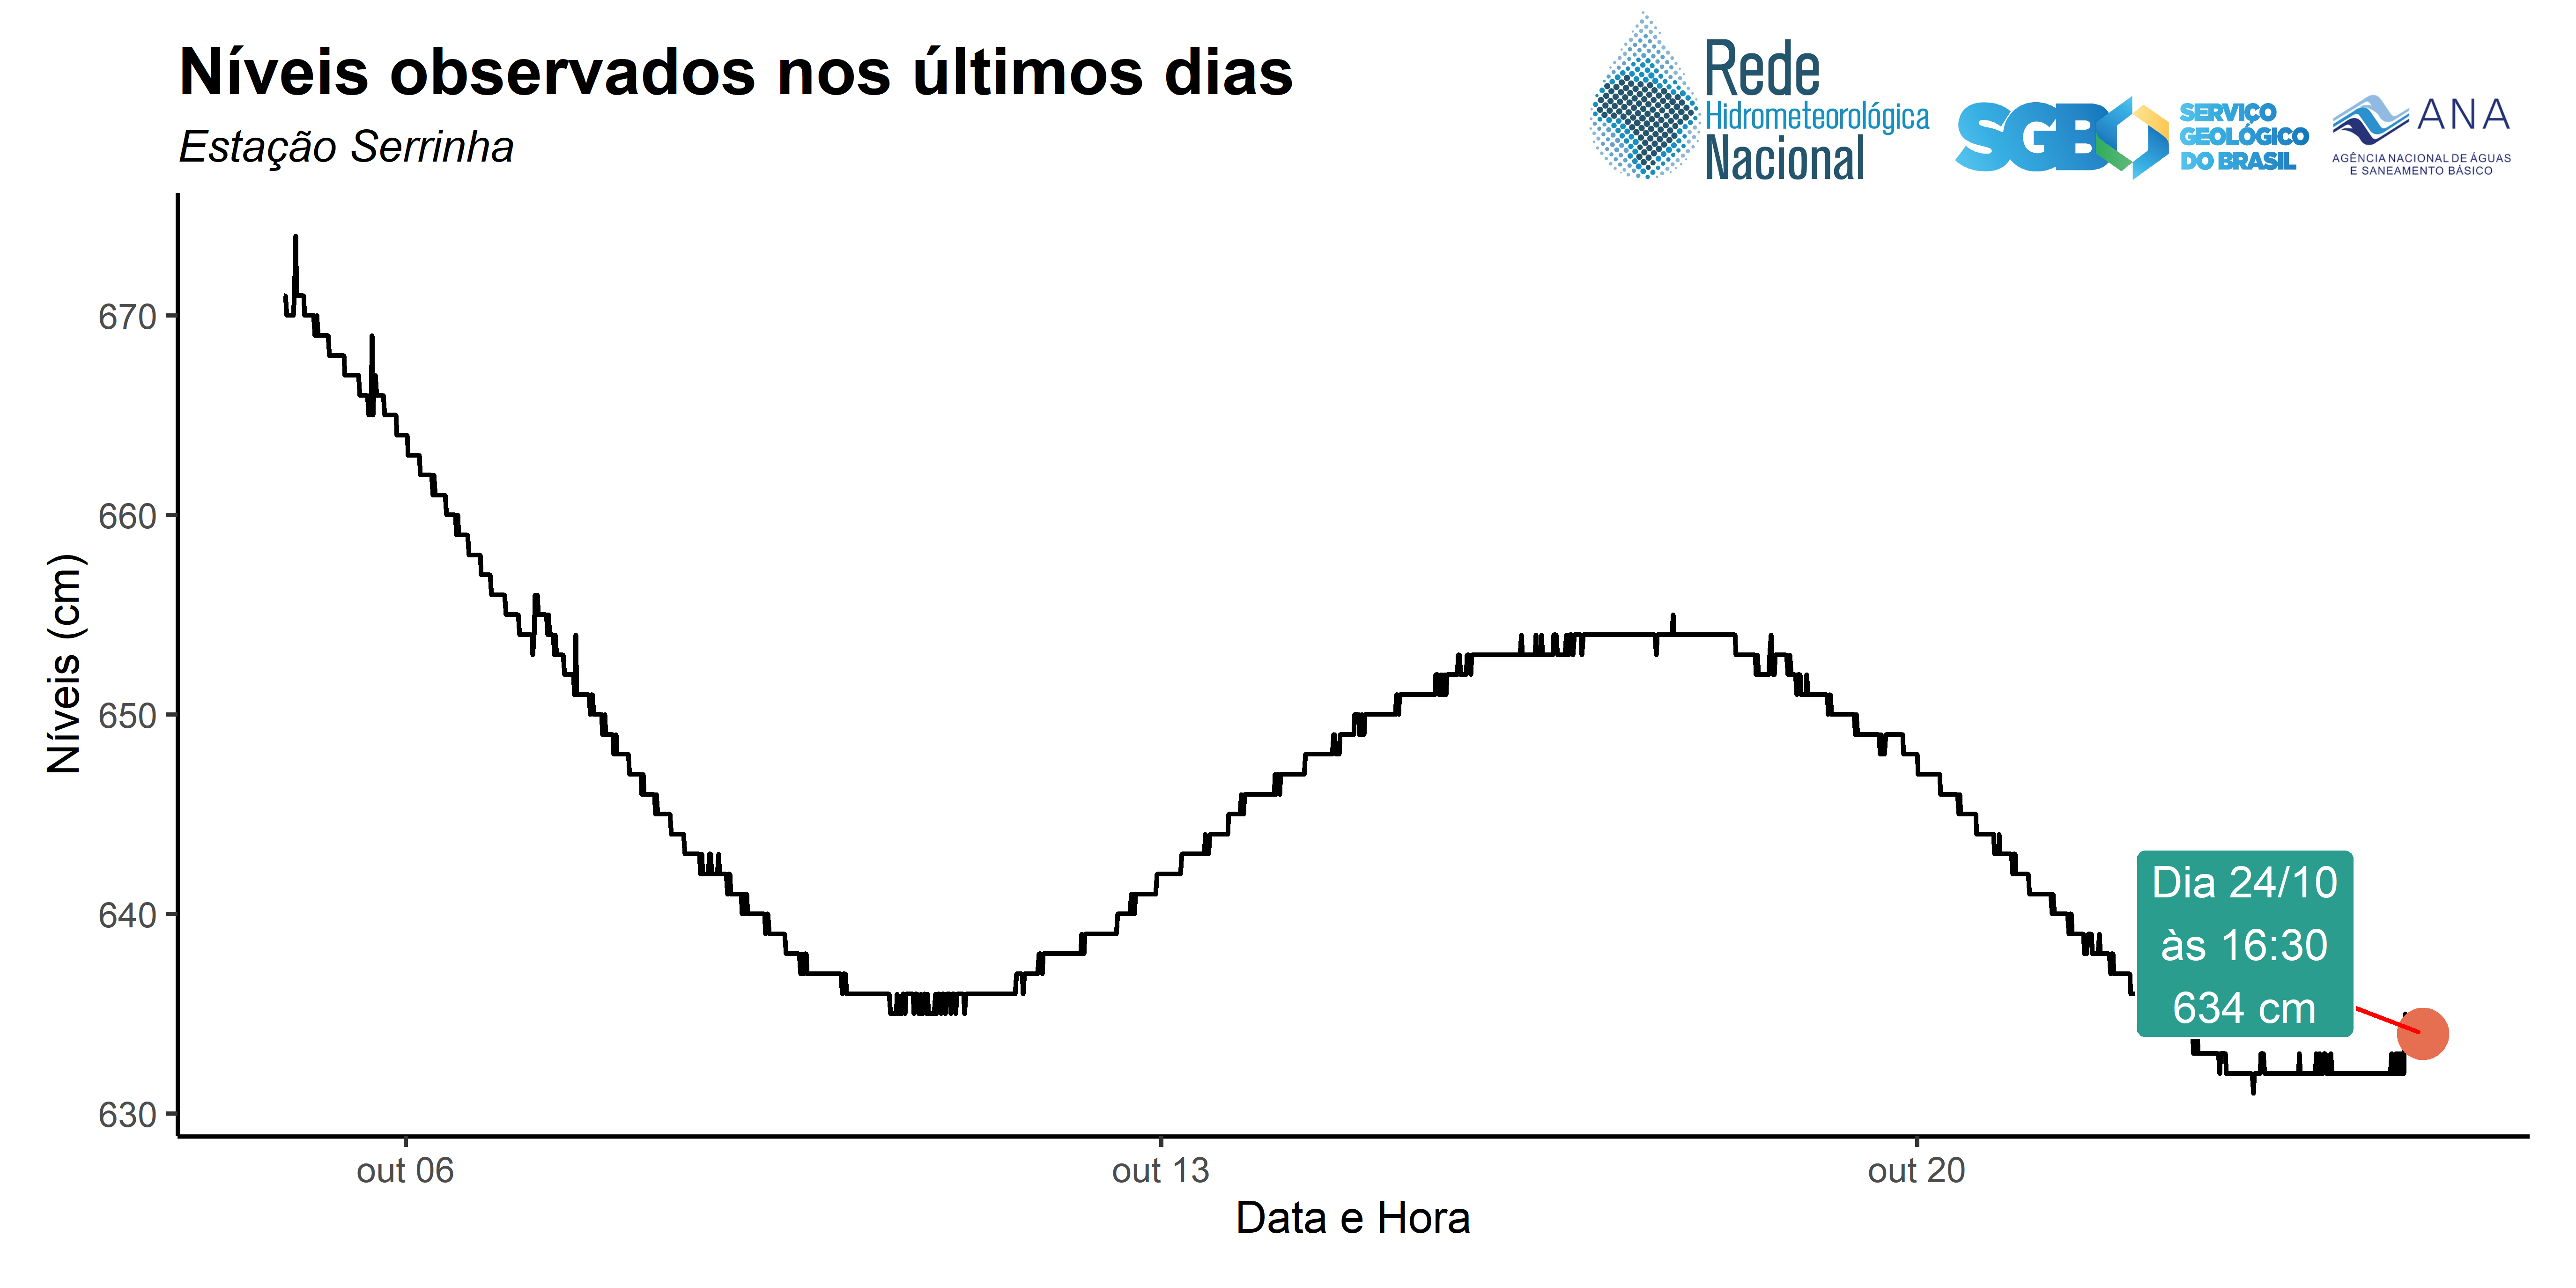 Níveis observados nos últimos dias
Estação Serrinha
Rede
Hidrometeorológica
Nacional
SGB
SERVIÇO
GEOLÓGICO
DO BRASIL
ANA
AGÊNCIA NACIONAL DE ÁGUAS
E SANEAMENTO BÁSICO
Níveis (cm)
670
660
650
640
630
Dia 24/10
às 16:30
634 cm
out 06
out 13
out 20
Data e Hora